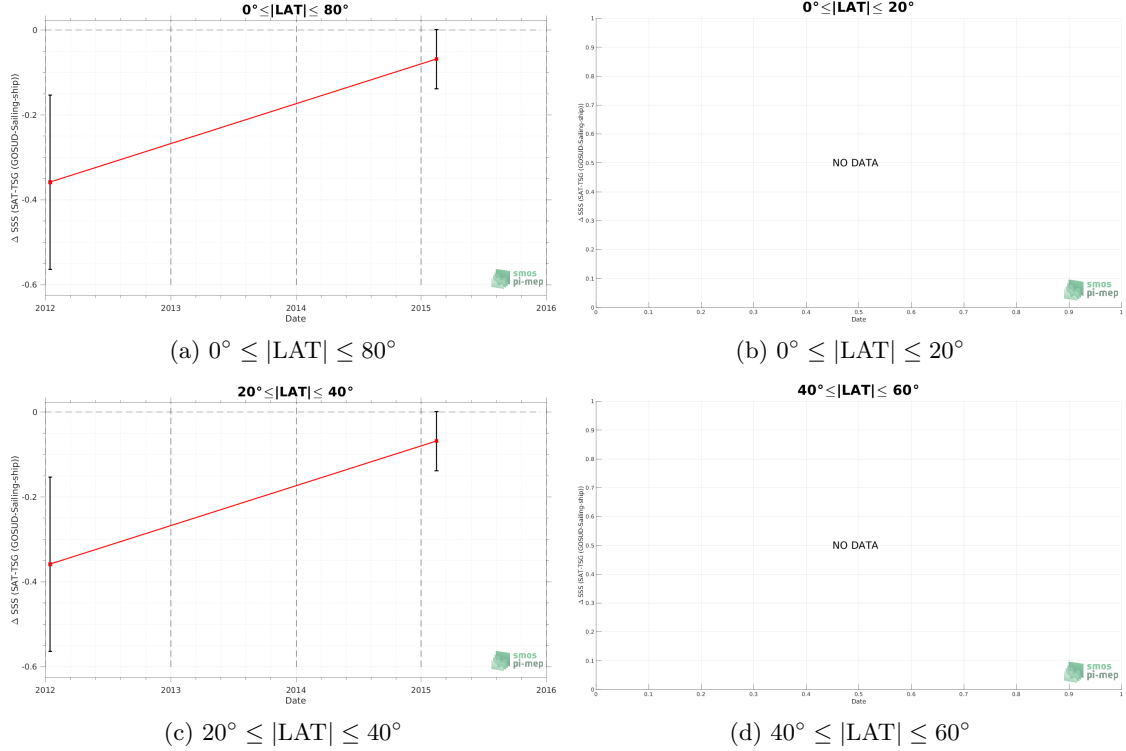 0°≤|LAT|≤ 80°
Δ SSS (SAT-TSG (GOSUD-Sailing-ship))
0
-0.2
-0.4
-0.6
2012 2013 2014 2015 2016
Date
smos
pi-mep
(a) 0° ≤ |LAT| ≤ 80°
0°≤|LAT|≤ 20°
Δ SSS (SAT-TSG (GOSUD-Sailing-ship))
1
0.9
0.8
0.7
0.6
0.5
0.4
0.3
0.2
0.1
0
NO DATA
0 0.1 0.2 0.3 0.4 0.5 0.6 0.7 0.8 0.9 1
Date
smos
pi-mep
(b) 0° ≤ |LAT| ≤ 20°
20°≤|LAT|≤ 40°
Δ SSS (SAT-TSG (GOSUD-Sailing-ship))
0
-0.2
-0.4
-0.6
2012 2013 2014 2015 2016
Date
smos
pi-mep
(c) 20° ≤ |LAT| ≤ 40°
40°≤|LAT|≤ 60°
Δ SSS (SAT-TSG (GOSUD-Sailing-ship))
1
0.9
0.8
0.7
0.6
0.5
0.4
0.3
0.2
0.1
0
NO DATA
0 0.1 0.2 0.3 0.4 0.5 0.6 0.7 0.8 0.9 1
Date
smos
pi-mep
(d) 40° ≤ |LAT| ≤ 60°